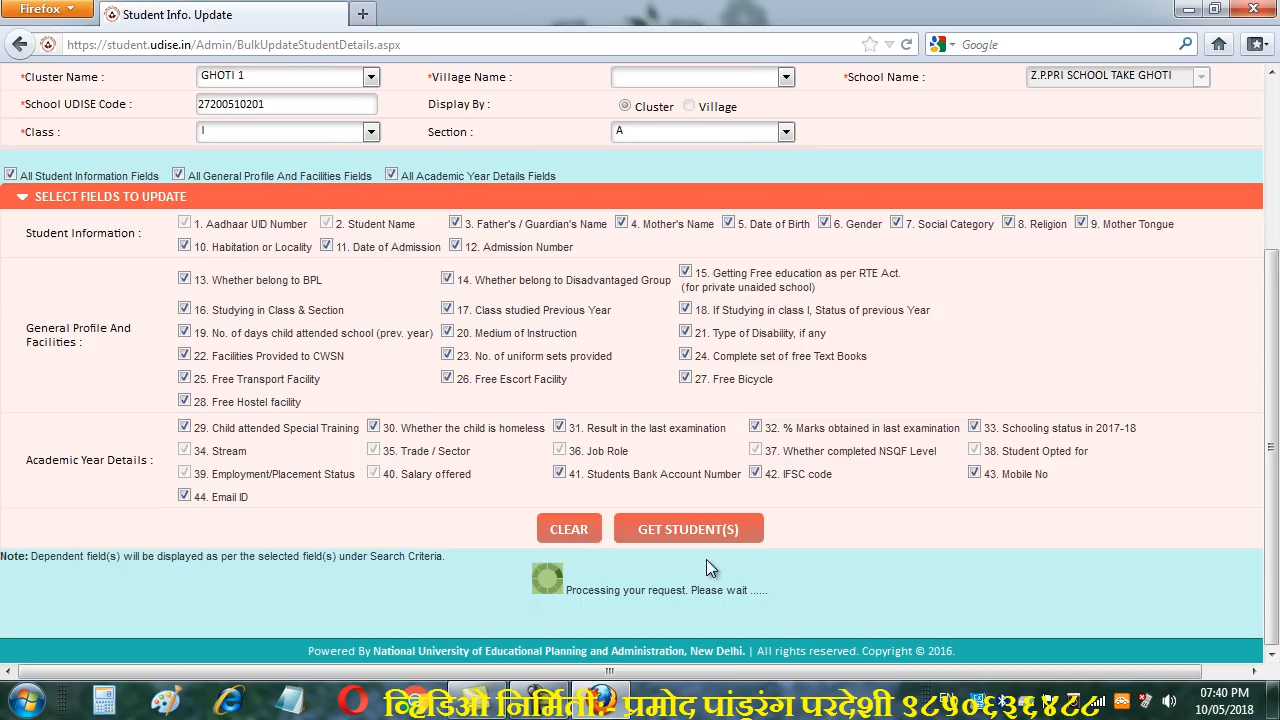 Firefox
Student Info. Update
https://student.udise.in/Admin/BulkUpdateStudentDetails.aspx
Google
*Cluster Name : GHOTI 1 *Village Name : *School Name : Z.P.PRI SCHOOL TAKE GHOTI
*School UDISE Code : 27200510201 Display By : Cluster Village
*Class : I Section : A
All Student Information Fields All General Profile And Facilities Fields All Academic Year Details Fields
SELECT FIELDS TO UPDATE
Student Information :
1. Aadhaar UID Number 2. Student Name 3. Father's / Guardian's Name 4. Mother's Name 5. Date of Birth 6. Gender 7. Social Category 8. Religion 9. Mother Tongue
10. Habitation or Locality 11. Date of Admission 12. Admission Number
General Profile And
Facilities :
13. Whether belong to BPL 14. Whether belong to Disadvantaged Group 15. Getting Free education as per RTE Act.
(for private unaided school)
16. Studying in Class & Section 17. Class studied Previous Year 18. If Studying in class I, Status of previous Year
19. No. of days child attended school (prev. year) 20. Medium of Instruction 21. Type of Disability, if any
22. Facilities Provided to CWSN 23. No. of uniform sets provided 24. Complete set of free Text Books
25. Free Transport Facility 26. Free Escort Facility 27. Free Bicycle
28. Free Hostel facility
Academic Year Details :
29. Child attended Special Training 30. Whether the child is homeless 31. Result in the last examination 32. % Marks obtained in last examination 33. Schooling status in 2017-18
34. Stream 35. Trade / Sector 36. Job Role 37. Whether completed NSQF Level 38. Student Opted for
39. Employment/Placement Status 40. Salary offered 41. Students Bank Account Number 42. IFSC code 43. Mobile No
44. Email ID
CLEAR GET STUDENT(S)
Note: Dependent field(s) will be displayed as per the selected field(s) under Search Criteria.
Processing your request. Please wait ......
Powered By National University of Educational Planning and Administration, New Delhi. | All rights reserved. Copyright © 2016.
EN
07:40 PM
10/05/2018
व्हिडिओ निर्मिती:- प्रमोद पांडूरंग परदेशी ९८५०६३६४८८